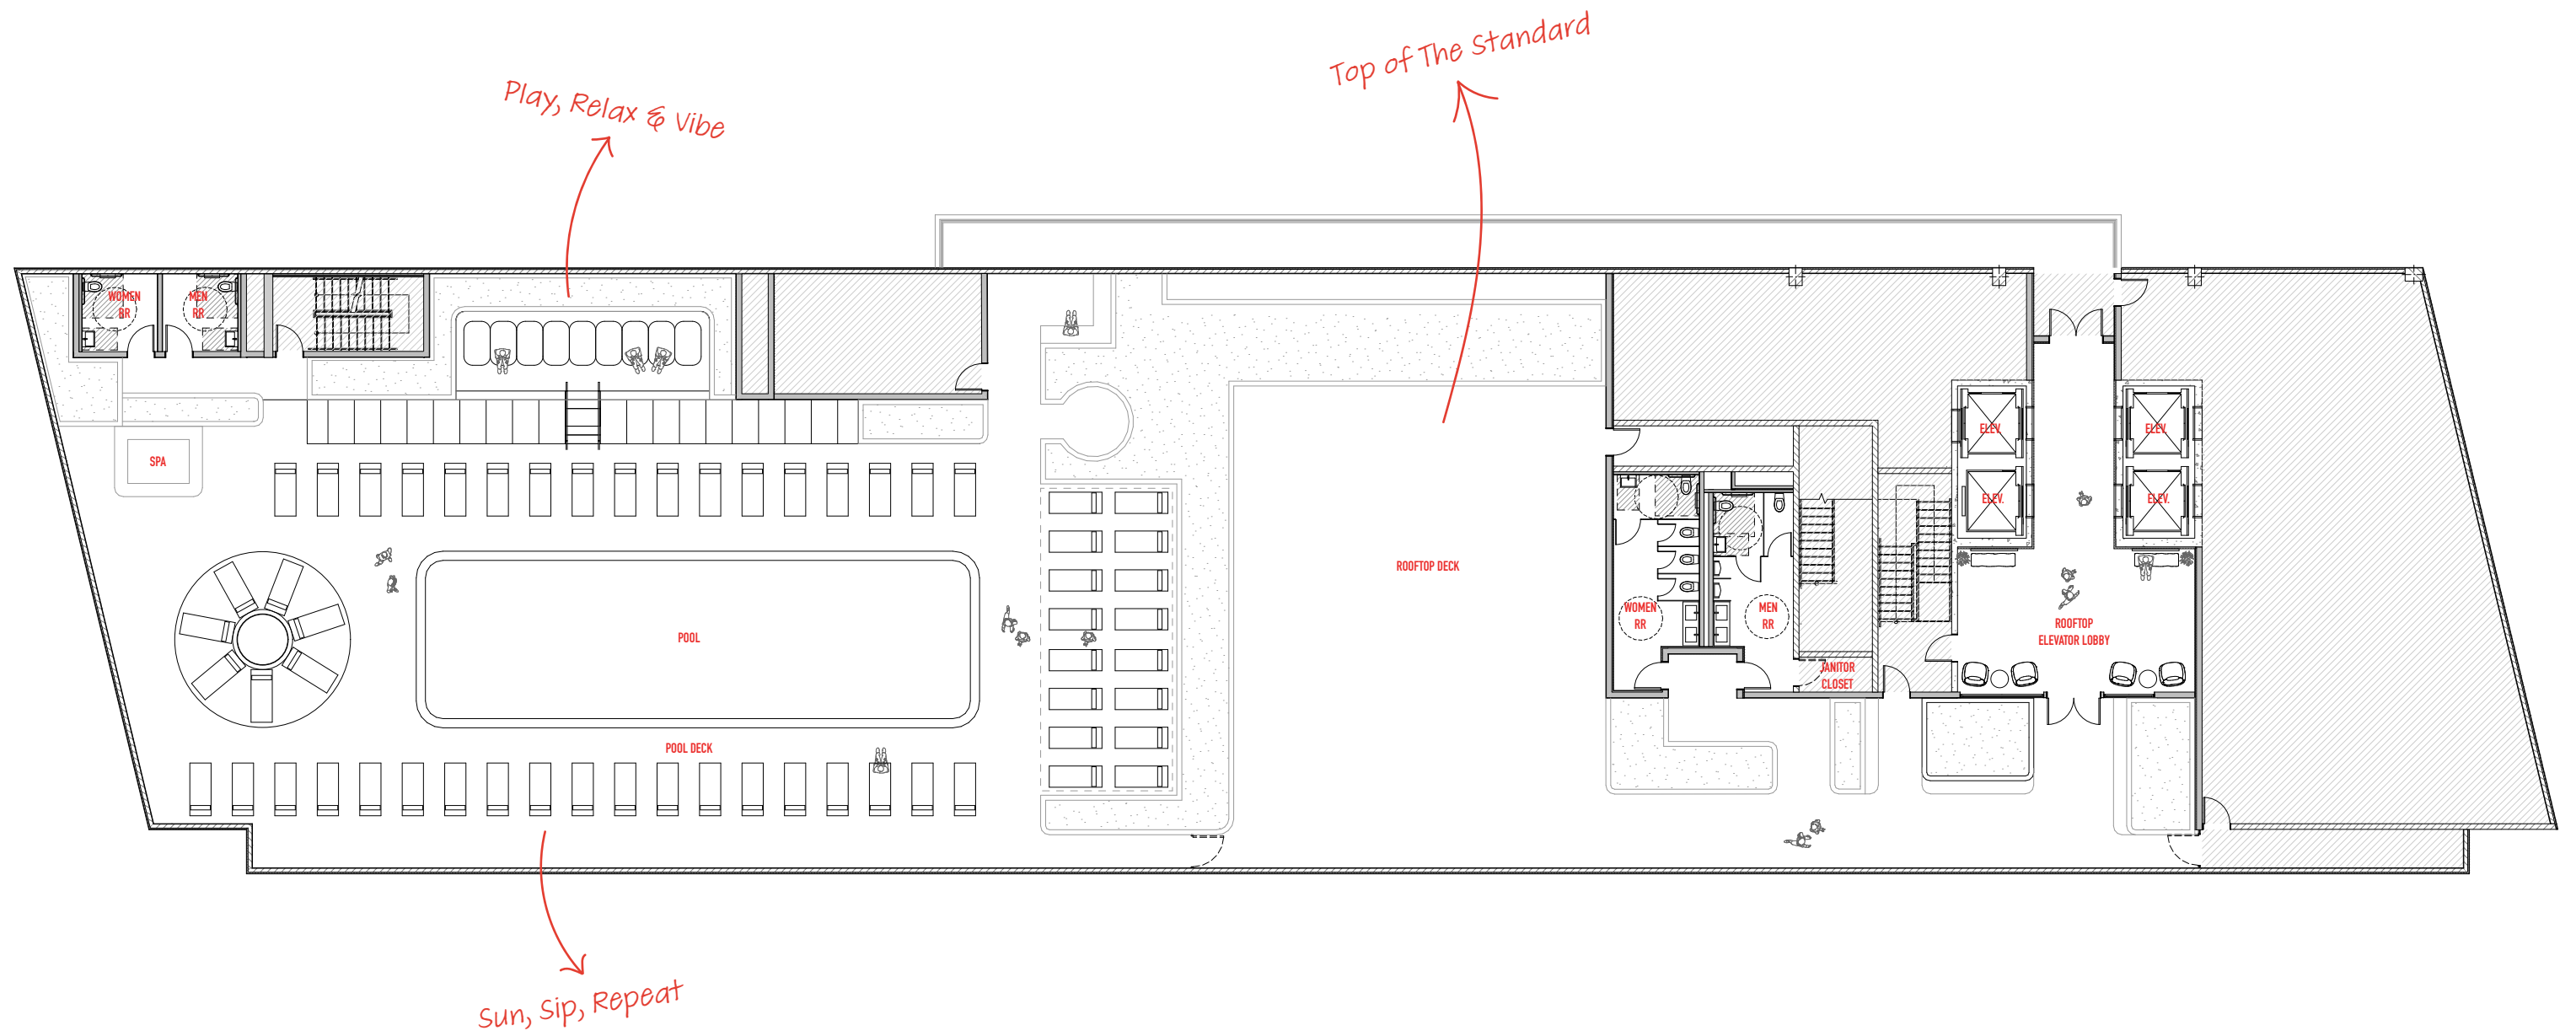 Top of The Standard
Play, Relax & Vibe
WOMEN
RR
MEN
RR
SPA
ELEV.
ELEV.
ELEV.
ELEV.
ROOFTOP DECK
WOMEN
RR
MEN
RR
ROOFTOP
ELEVATOR LOBBY
POOL
JANITOR
CLOSET
POOL DECK
Sun, Sip, Repeat